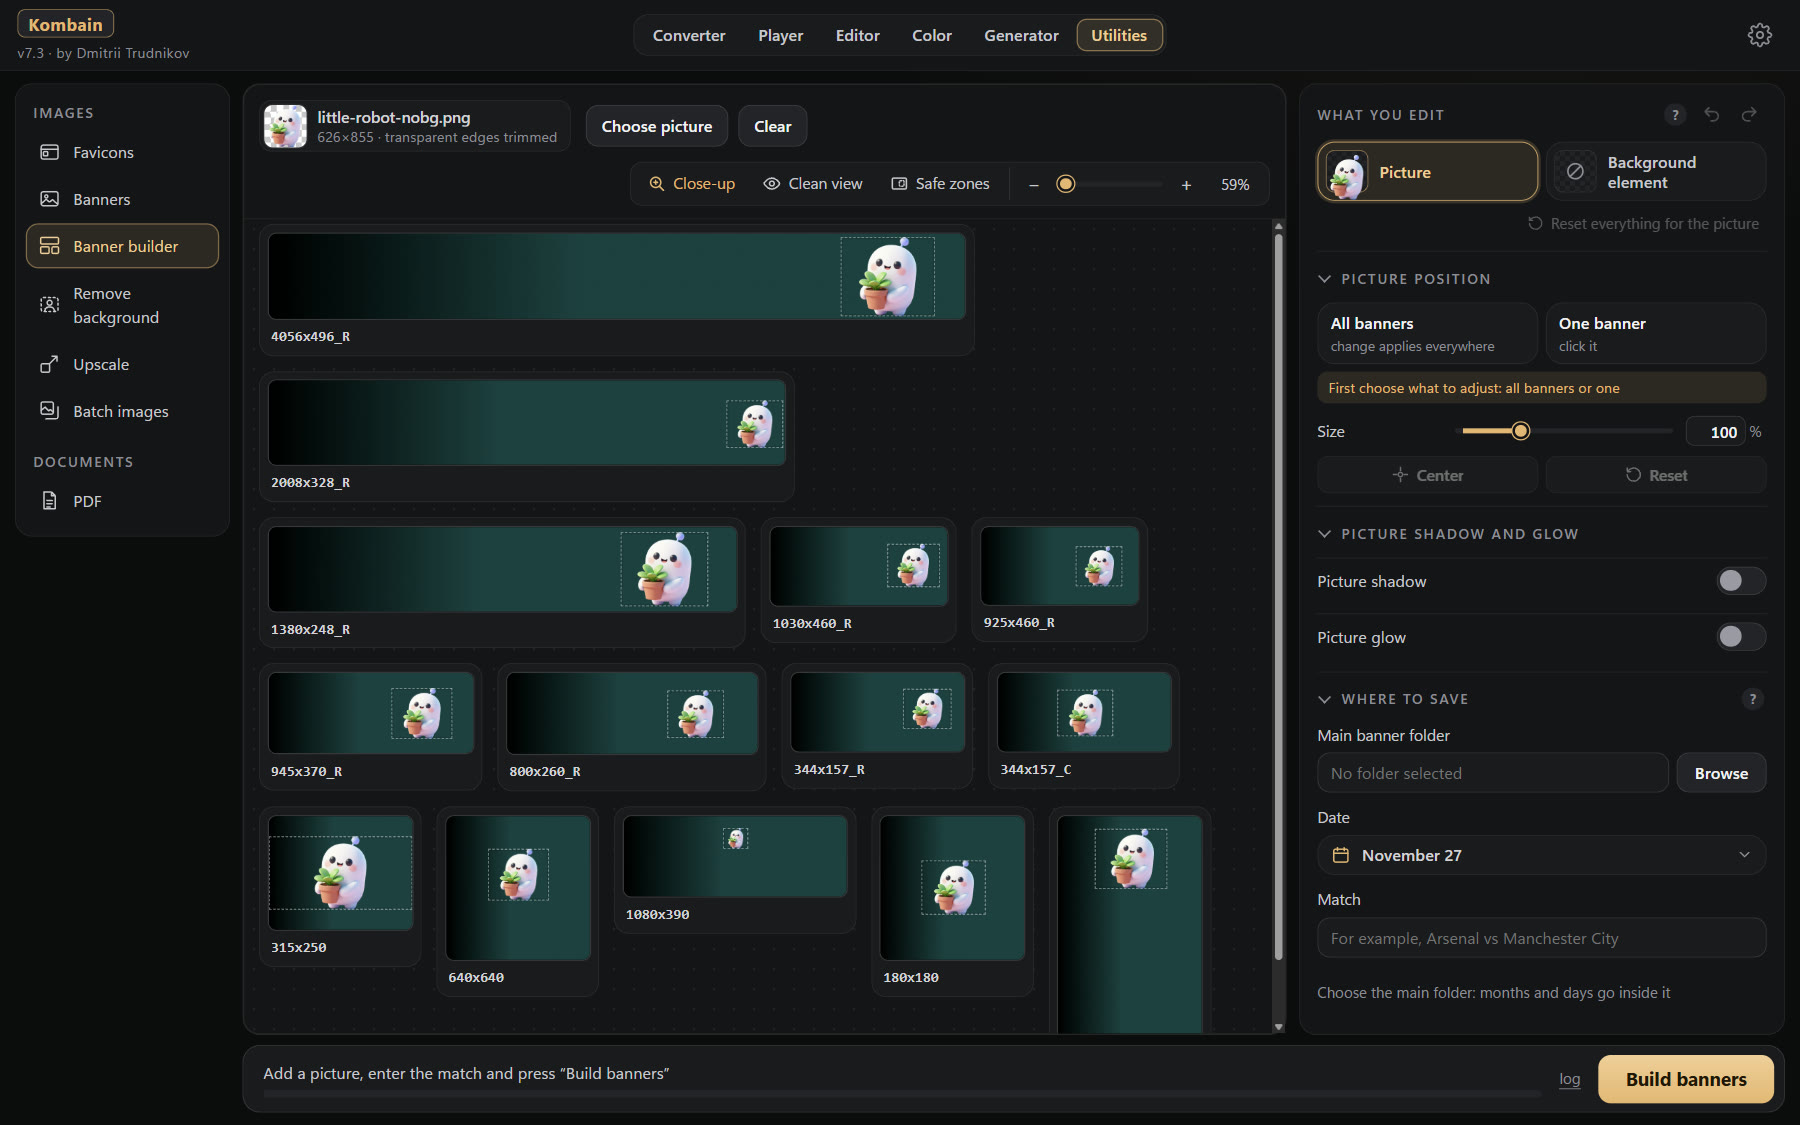 Kombain
v7.3 · by Dmitrii Trudnikov
Converter
Player
Editor
Color
Generator
Utilities
IMAGES
Favicons
Banners
Banner builder
Remove
background
Upscale
Batch images
DOCUMENTS
PDF
little-robot-nobg.png
626×855 · transparent edges trimmed
Choose picture
Clear
Close-up
Clean view
Safe zones
−
+
59%
4056x496_R
2008x328_R
1380x248_R
1030x460_R
925x460_R
945x370_R
800x260_R
344x157_R
344x157_C
315x250
640x640
1080x390
180x180
WHAT YOU EDIT
?
Picture
Background
element
Reset everything for the picture
PICTURE POSITION
All banners
change applies everywhere
One banner
click it
First choose what to adjust: all banners or one
Size
100
%
Center
Reset
PICTURE SHADOW AND GLOW
Picture shadow
Picture glow
WHERE TO SAVE
?
Main banner folder
No folder selected
Browse
Date
November 27
Match
For example, Arsenal vs Manchester City
Choose the main folder: months and days go inside it
Add a picture, enter the match and press “Build banners”
log
Build banners